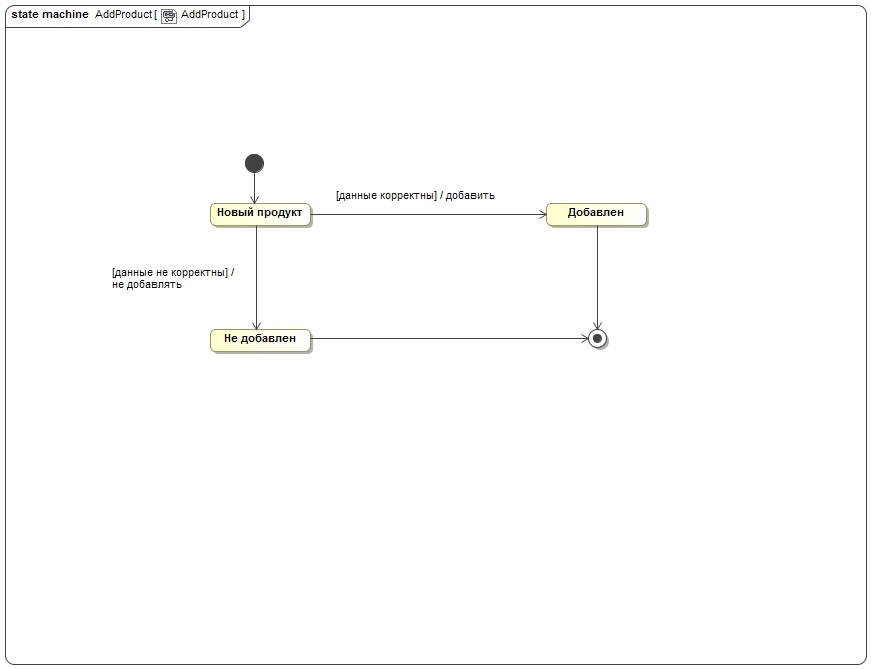 state machine AddProduct [ AddProduct ]
[данные корректны] / добавить
Новый продукт
Добавлен
[данные не корректны] /
не добавлять
Не добавлен